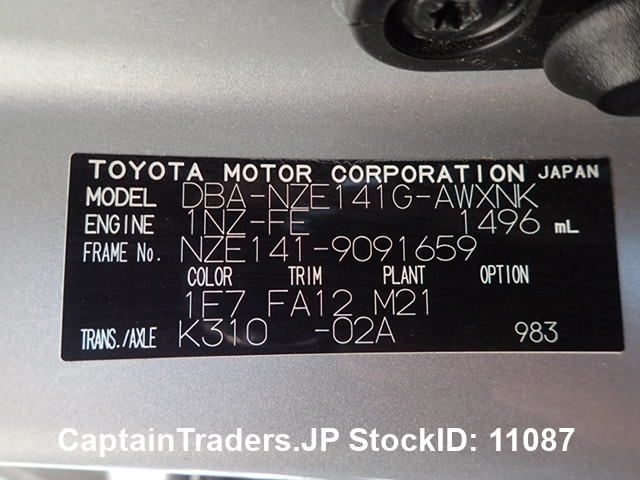 TOYOTA MOTOR CORPORATION JAPAN
MODEL DBA-NZE141G-AWXNK
ENGINE 1NZ-FE 1496 mL
FRAME No. NZE141-9091659
COLOR TRIM PLANT OPTION
1E7 FA12 M21
TRANS./AXLE K310 -02A 983
CaptainTraders.JP StockID: 11087